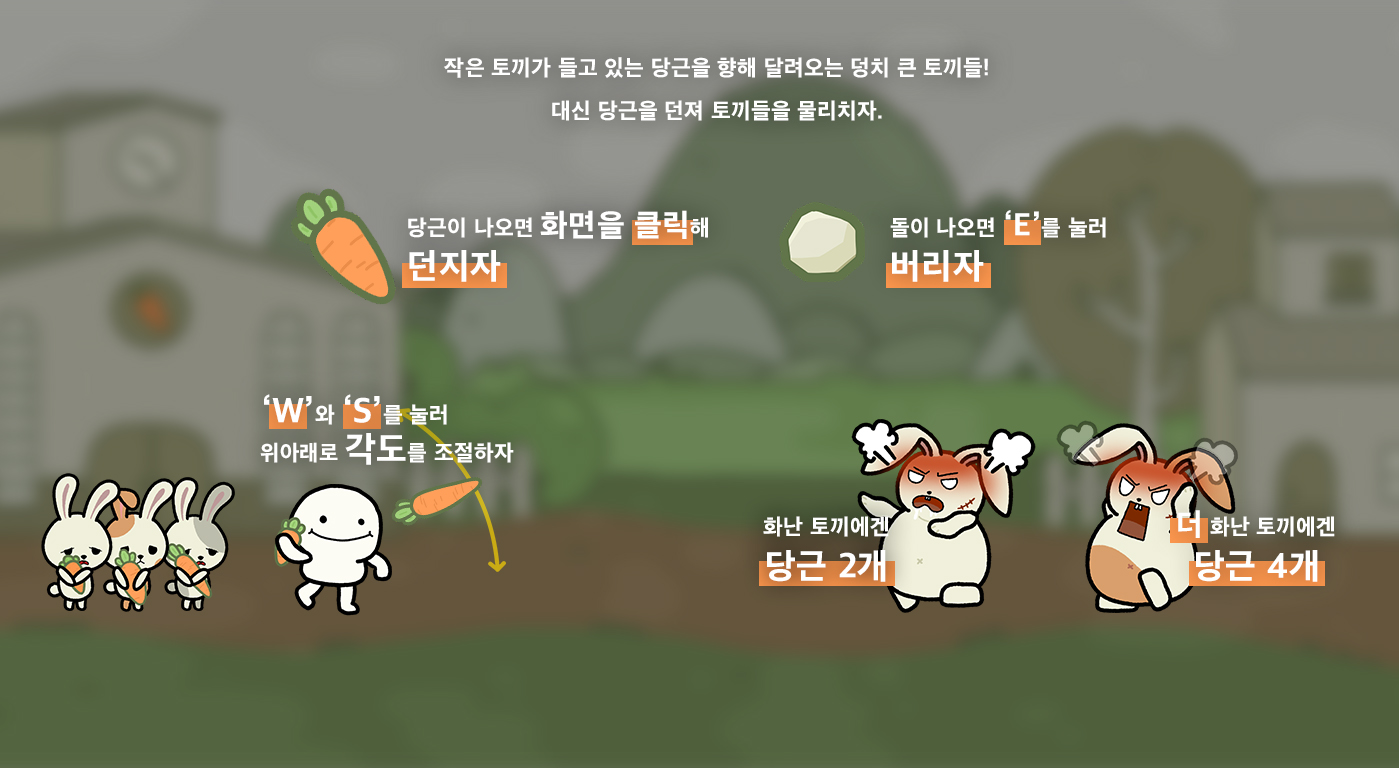 작은 토끼가 들고 있는 당근을 향해 달려오는 덩치 큰 토끼들!
대신 당근을 던져 토끼들을 물리치자.
당근이 나오면 화면을 클릭해
던지자
돌이 나오면 ‘E’를 눌러
버리자
‘W’와 ‘S’를 눌러
위아래로 각도를 조절하자
화난 토끼에겐
당근 2개
더 화난 토끼에겐
당근 4개